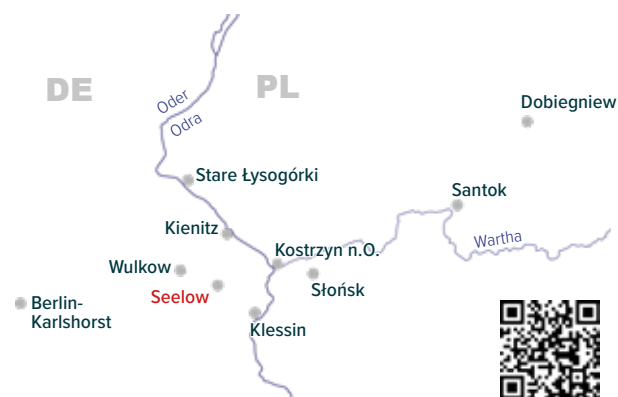 DE
PL
Oder
Odra
Dobiegniew
Stare Łysogórki
Santok
Kienitz
Wartha
Kostrzyn n.O.
Wulkow
Słońsk
Seelow
Berlin-
Karlshorst
Klessin